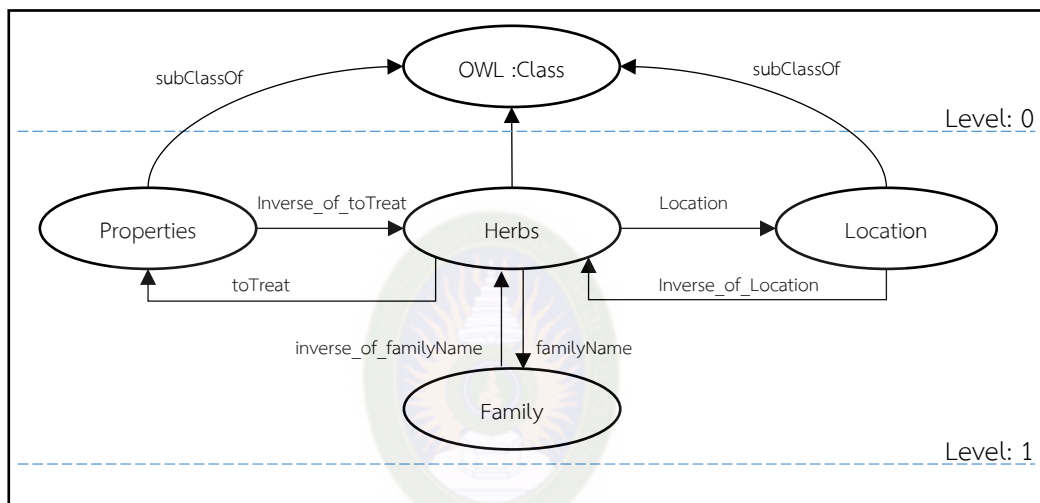 OWL :Class
subClassOf
subClassOf
Level: 0
Properties
Inverse_of_toTreat
Herbs
Location
Location
toTreat
Inverse_of_Location
inverse_of_familyName
familyName
Family
Level: 1